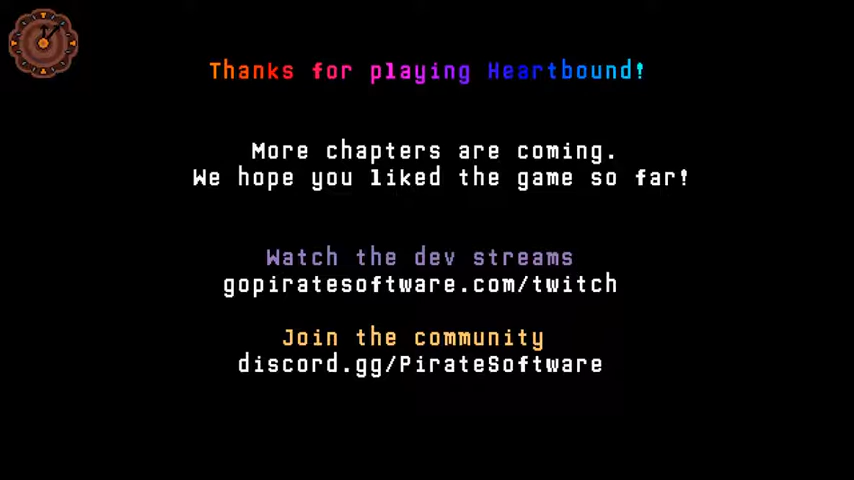 Thanks for playing Heartbound!
More chapters are coming.
We hope you liked the game so far!
Watch the dev streams
gopiratesoftware.com/twitch
Join the community
discord.gg/PirateSoftware